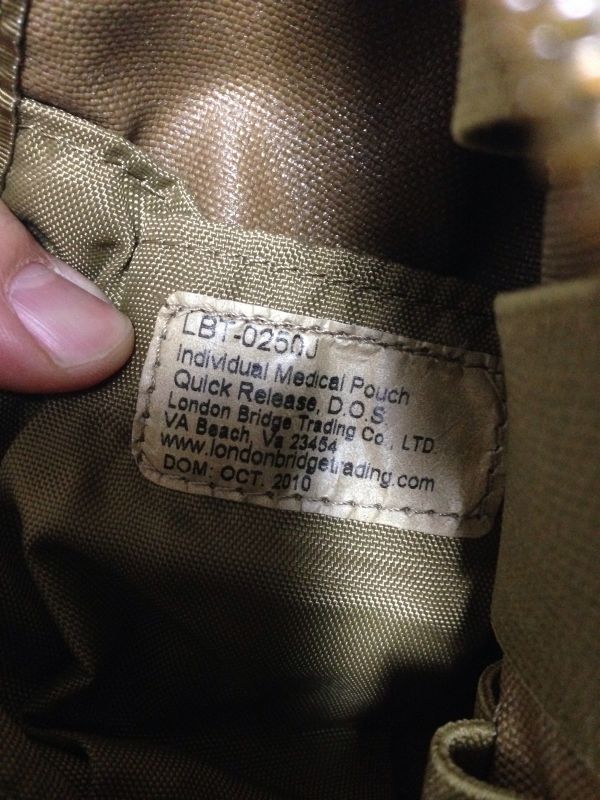 LBT-0250J
Individual Medical Pouch
Quick Release, D.O.S.
London Bridge Trading Co., LTD.
VA Beach, Va 23454
www.londonbridgetrading.com
DOM: OCT. 2010